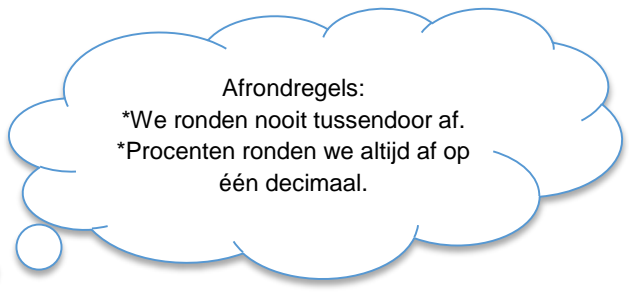 Afrondregels:
*We ronden nooit tussendoor af.
*Procenten ronden we altijd af op
één decimaal.